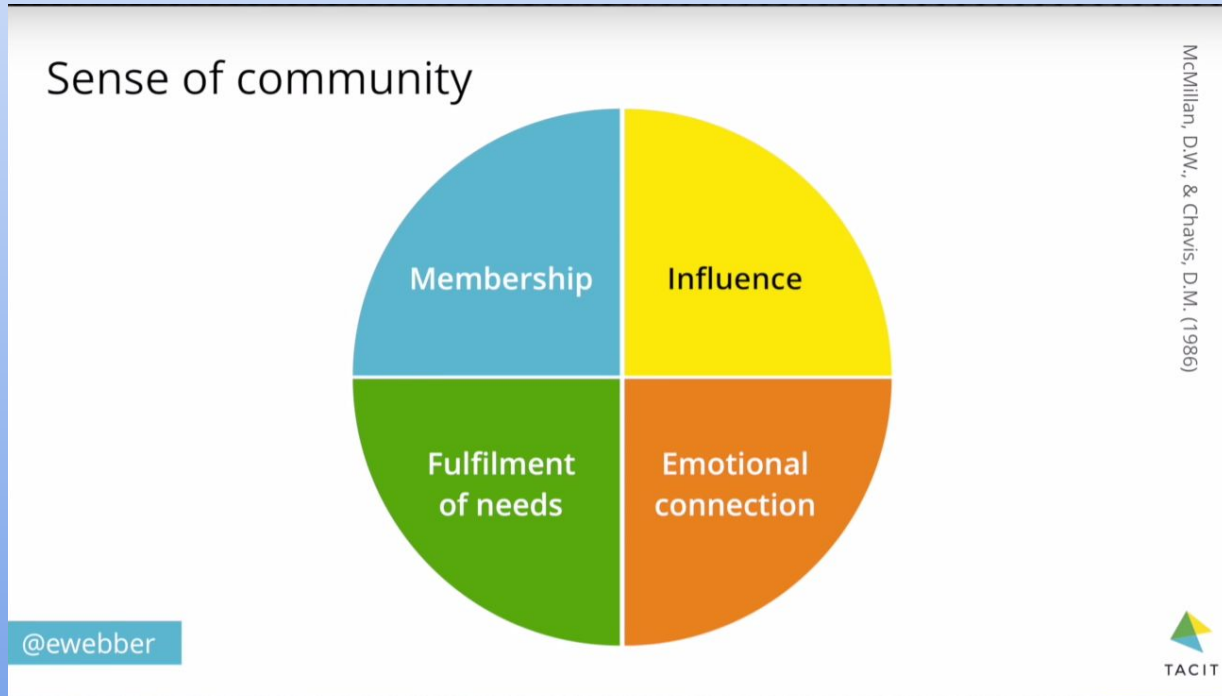 Sense of community
McMillan, D.W., & Chavis, D.M. (1986)
Membership
Influence
Fulfilment
of needs
Emotional
connection
@ewebber
TACIT